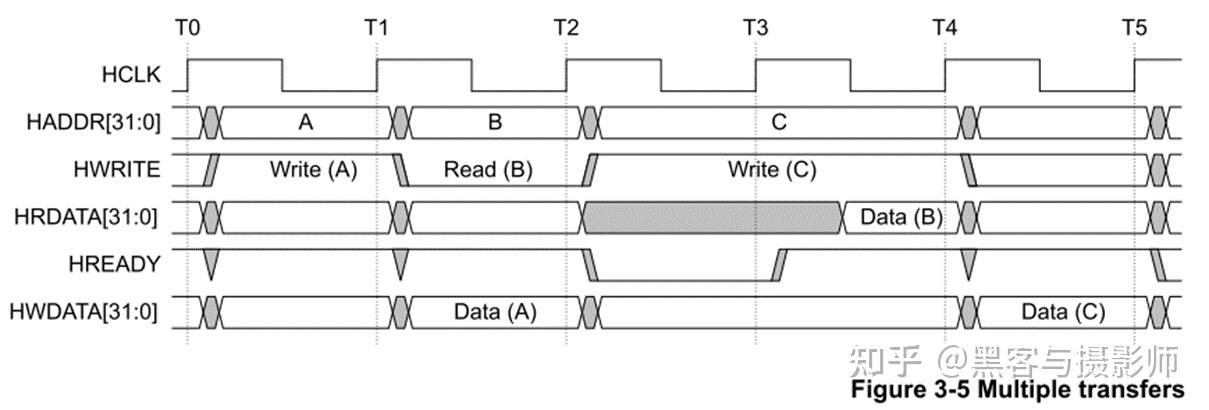 T0 T1 T2 T3 T4 T5
HCLK
HADDR[31:0] A B C
HWRITE Write (A) Read (B) Write (C)
HRDATA[31:0] Data (B)
HREADY
HWDATA[31:0] Data (A) Data (C)
知乎 @黑客与摄影师
Figure 3-5 Multiple transfers